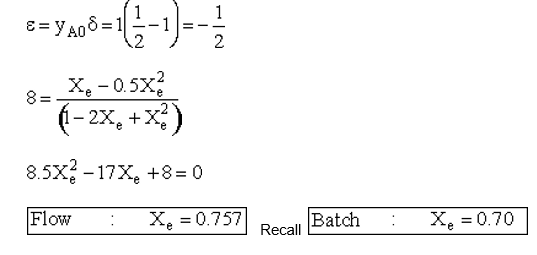 ε = y_A0 δ = 1(1/2 − 1) = −1/2
8 = (X_e − 0.5X_e^2) / (1 − 2X_e + X_e^2)
8.5X_e^2 − 17X_e + 8 = 0
Flow : X_e = 0.757 Recall Batch : X_e = 0.70